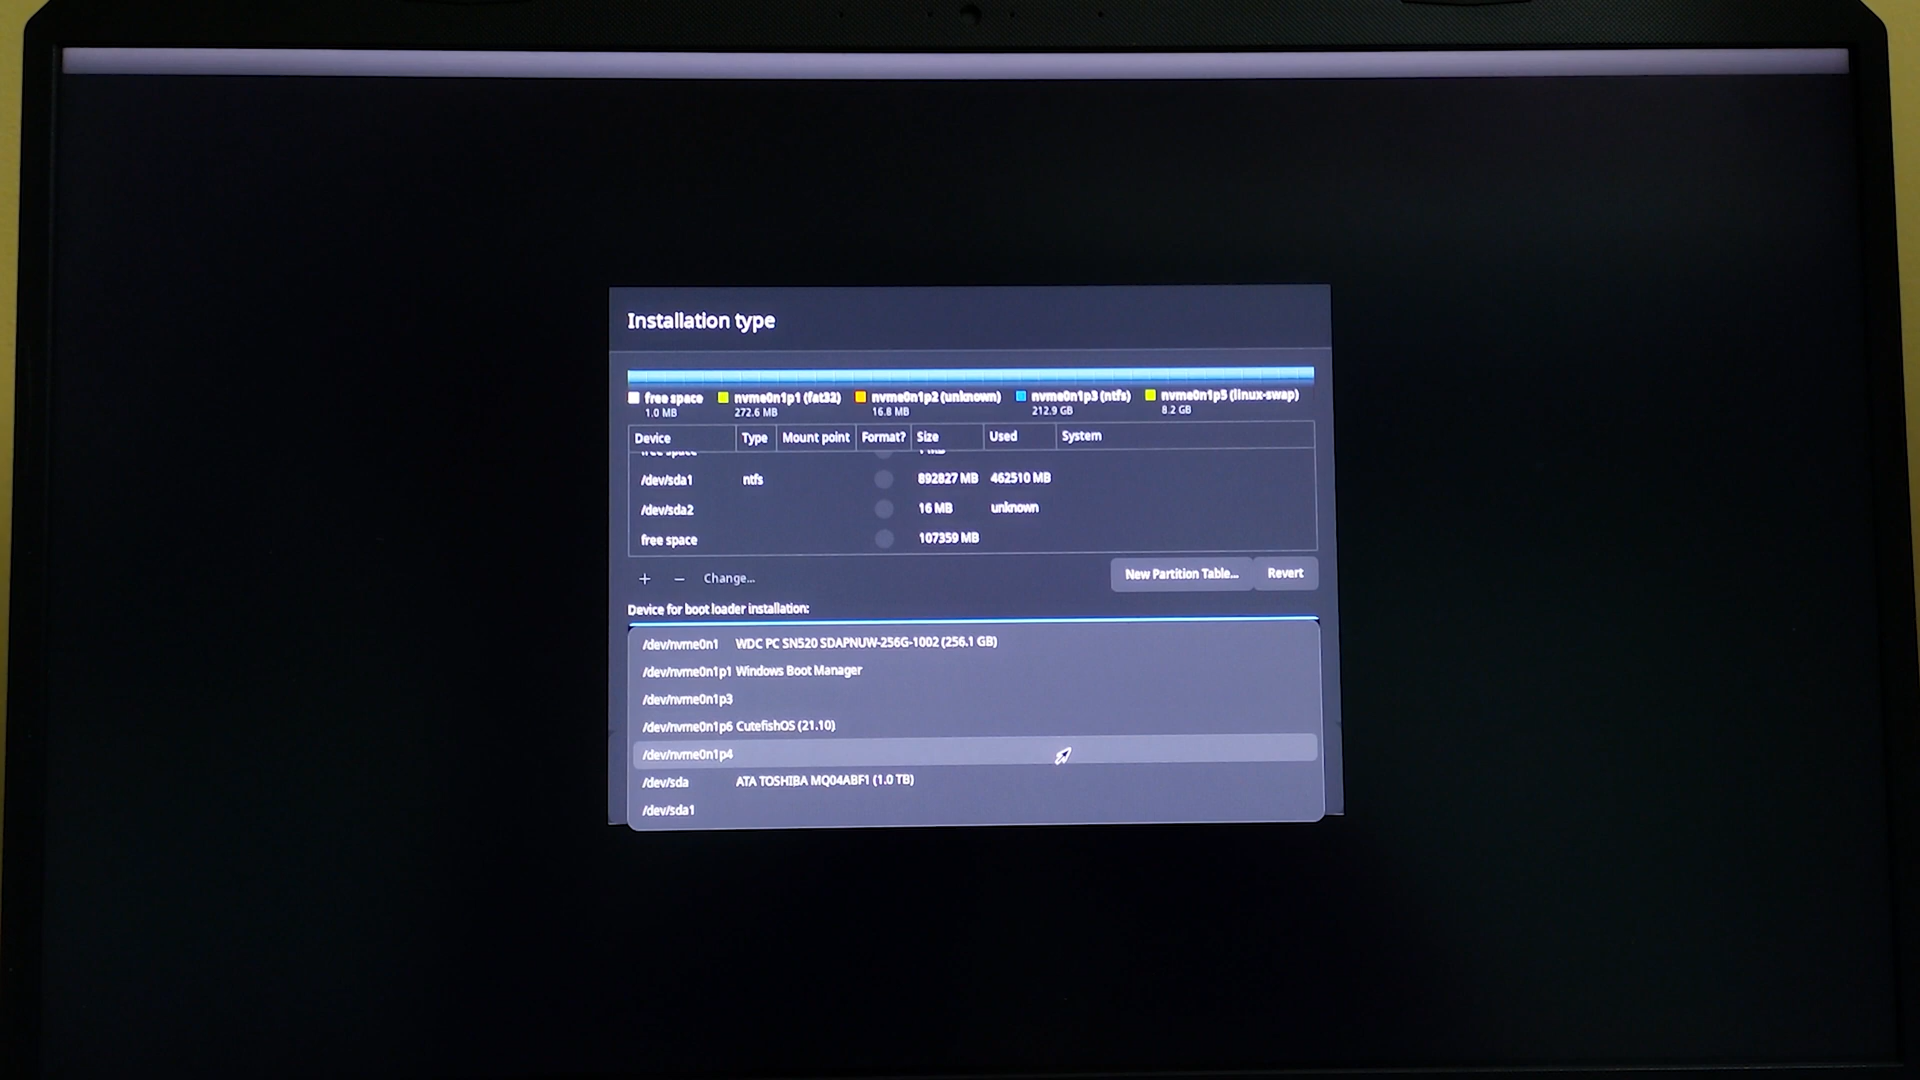 Installation type
free space nvme0n1p1 (fat32) nvme0n1p2 (unknown) nvme0n1p3 (ntfs) nvme0n1p5 (linux-swap)
1.0 MB 272.6 MB 16.8 MB 212.9 GB 8.2 GB
Device Type Mount point Format? Size Used System
free space 1 MB
/dev/sda1 ntfs 892827 MB 462510 MB
/dev/sda2 16 MB unknown
free space 107359 MB
+ − Change... New Partition Table... Revert
Device for boot loader installation:
/dev/nvme0n1 WDC PC SN520 SDAPNUW-256G-1002 (256.1 GB)
/dev/nvme0n1p1 Windows Boot Manager
/dev/nvme0n1p3
/dev/nvme0n1p6 CutefishOS (21.10)
/dev/nvme0n1p4
/dev/sda ATA TOSHIBA MQ04ABF1 (1.0 TB)
/dev/sda1